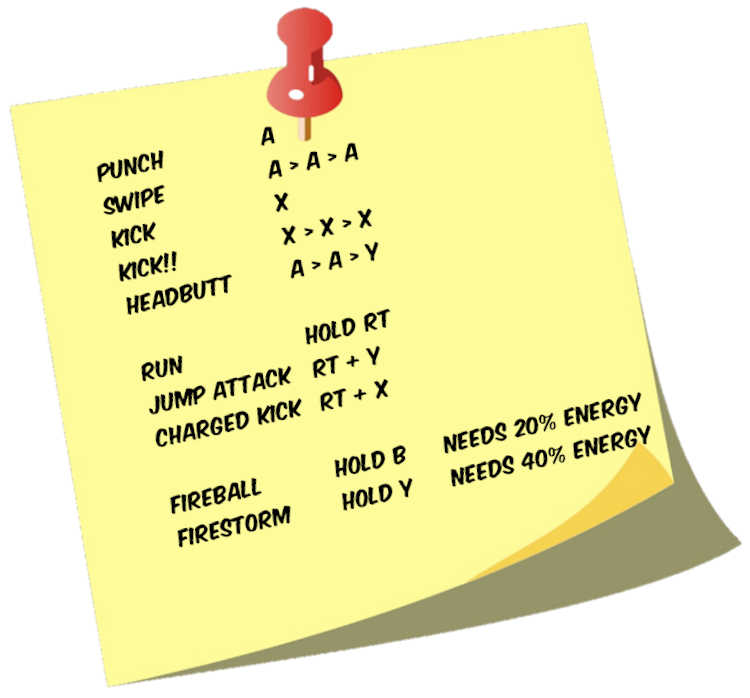 PUNCH A
SWIPE A > A > A
KICK X
KICK!! X > X > X
HEADBUTT A > A > Y
RUN HOLD RT
JUMP ATTACK RT + Y
CHARGED KICK RT + X
FIREBALL HOLD B NEEDS 20% ENERGY
FIRESTORM HOLD Y NEEDS 40% ENERGY